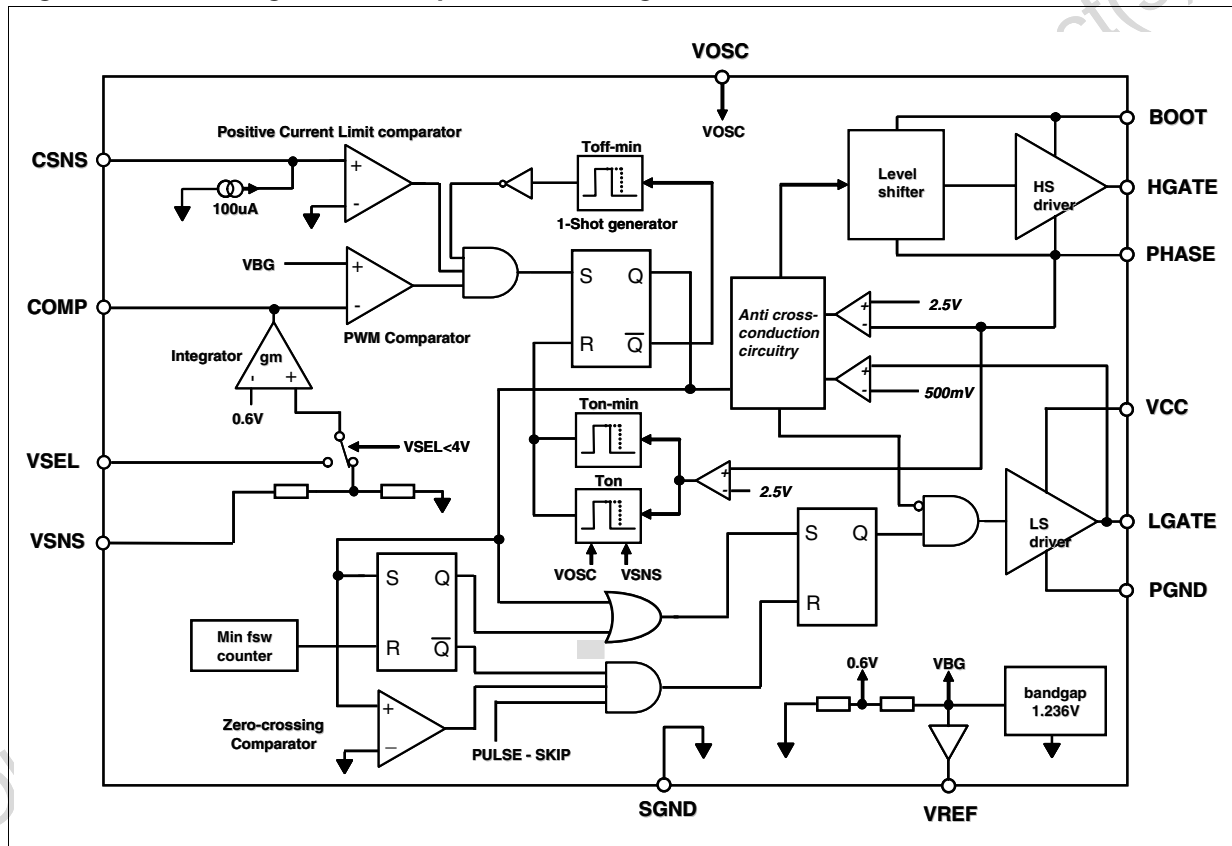 VOSC
VOSC
Positive Current Limit comparator
Toff-min
BOOT
CSNS
+
-
100uA
1-Shot generator
Level
shifter
HS
driver
HGATE
VBG
+
-
S
Q
PHASE
COMP
PWM Comparator
R
Q
Anti cross-
conduction
circuitry
+
-
2.5V
Integrator
gm
-
+
0.6V
+
-
500mV
VCC
Ton-min
VSEL
VSEL<4V
+
-
2.5V
Ton
VSNS
VOSC
VSNS
S
Q
R
LS
driver
LGATE
PGND
S
Q
R
Q
Min fsw
counter
0.6V
VBG
bandgap
1.236V
Zero-crossing
Comparator
+
–
PULSE - SKIP
SGND
VREF